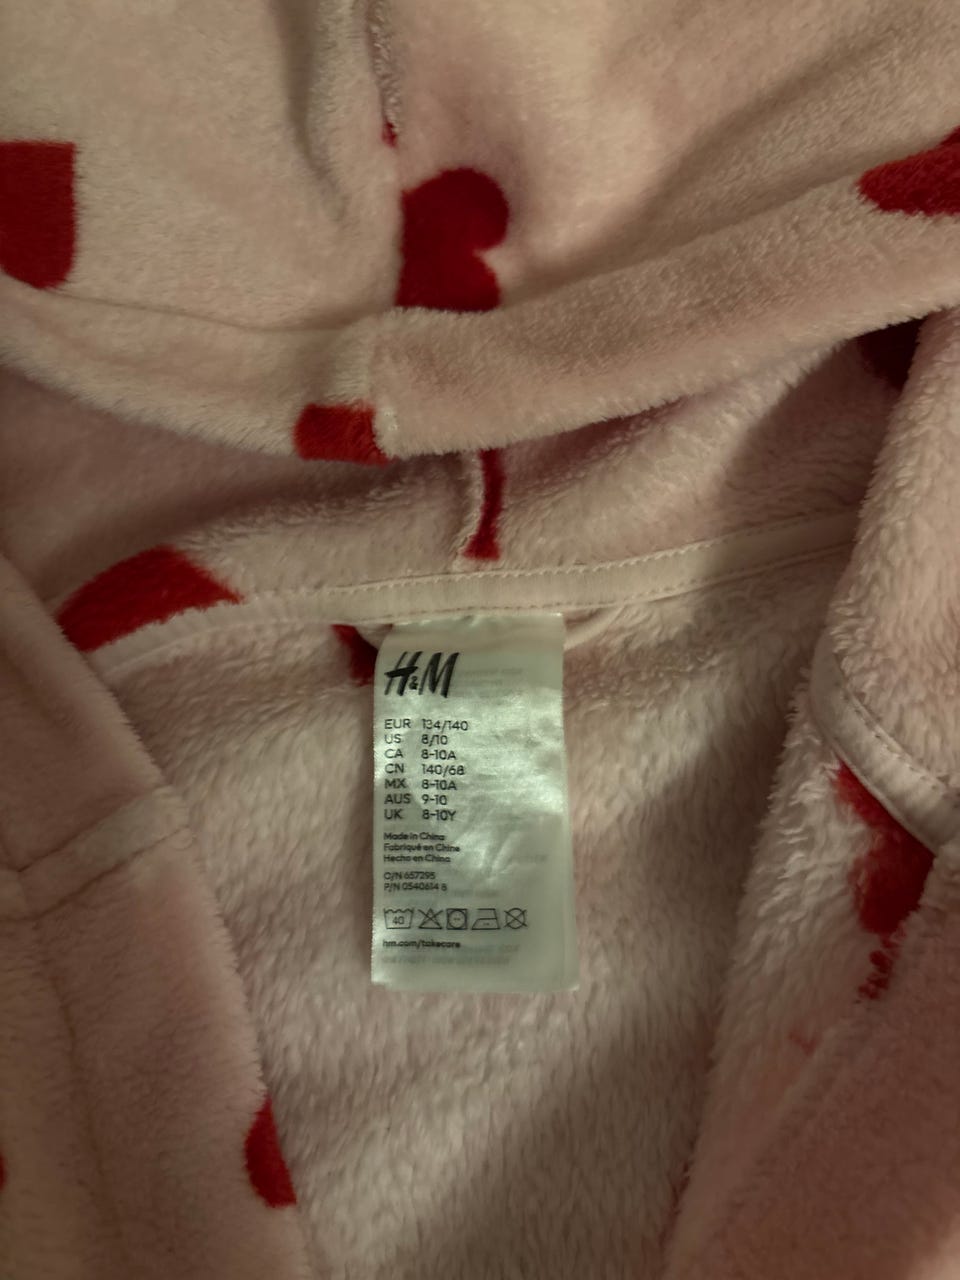 H&M
EUR 134/140
US 8/10
CA 8-10A
CN 140/68
MX 8-10A
AUS 9-10
UK 8-10Y
Made in China
Fabriqué en Chine
Hecho en China
O/N 657295
P/N 0540614 8
40
hm.com/takecare